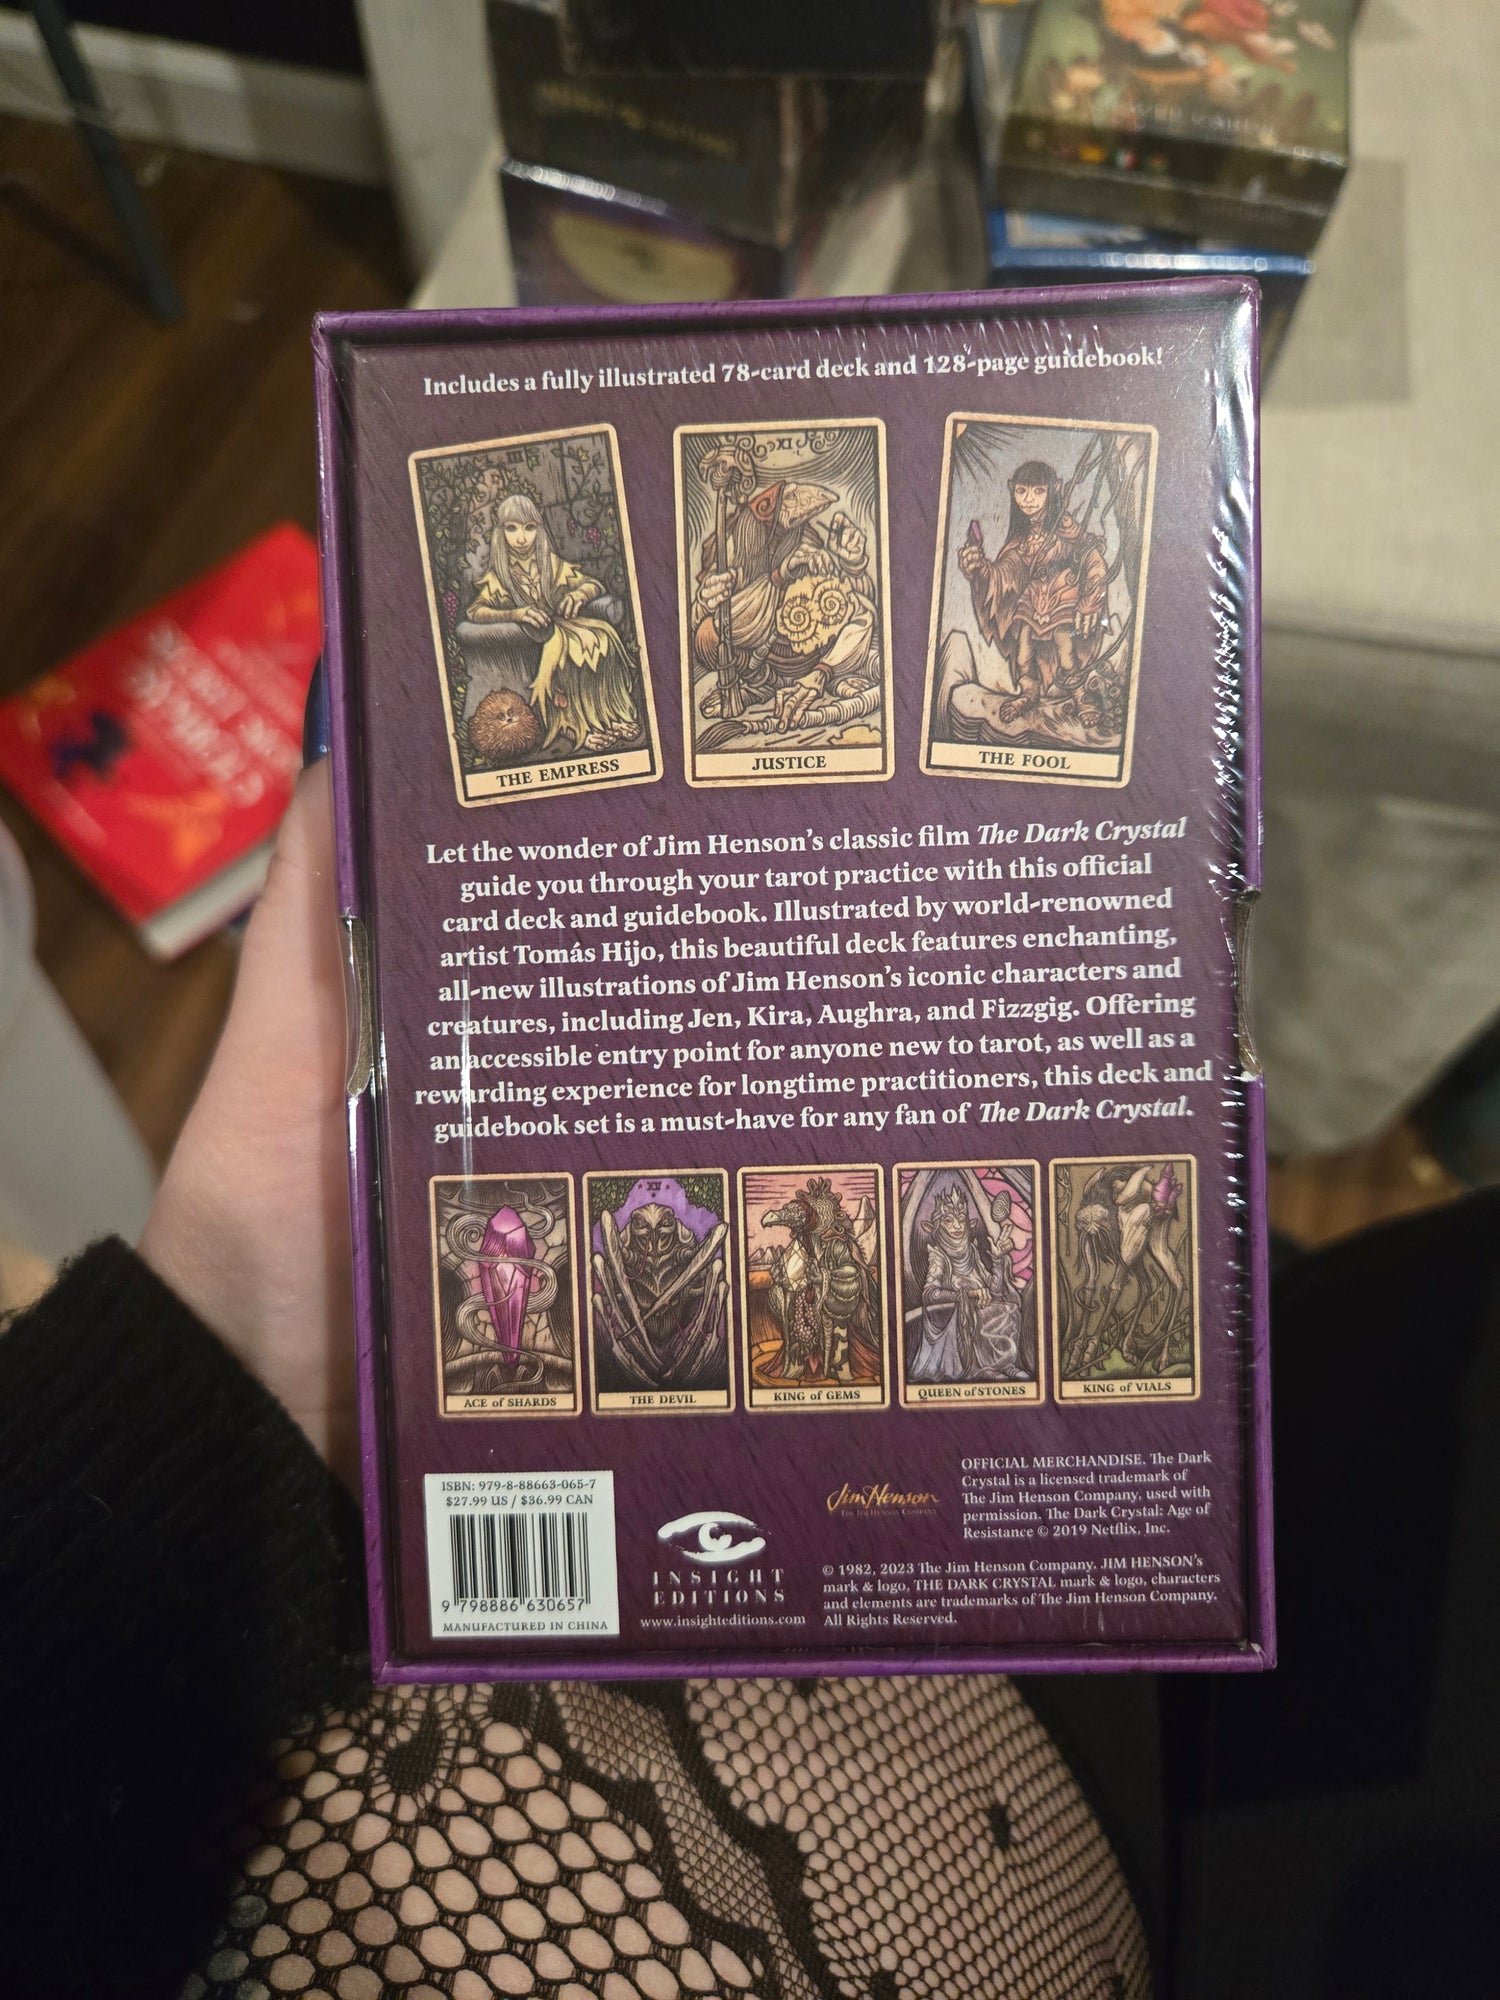 Includes a fully illustrated 78-card deck and 128-page guidebook!
III
XI
THE EMPRESS
JUSTICE
THE FOOL
Let the wonder of Jim Henson's classic film The Dark Crystal
guide you through your tarot practice with this official
card deck and guidebook. Illustrated by world-renowned
artist Tomás Hijo, this beautiful deck features enchanting,
all-new illustrations of Jim Henson's iconic characters and
creatures, including Jen, Kira, Aughra, and Fizzgig. Offering
an accessible entry point for anyone new to tarot, as well as a
rewarding experience for longtime practitioners, this deck and
guidebook set is a must-have for any fan of The Dark Crystal.
XV
ACE of SHARDS
THE DEVIL
KING of GEMS
QUEEN of STONES
KING of VIALS
ISBN: 979-8-88663-065-7
$27.99 US / $36.99 CAN
9 798886 630657
MANUFACTURED IN CHINA
INSIGHT
EDITIONS
www.insighteditions.com
Jim Henson
THE JIM HENSON COMPANY
OFFICIAL MERCHANDISE. The Dark
Crystal is a licensed trademark of
The Jim Henson Company, used with
permission. The Dark Crystal: Age of
Resistance © 2019 Netflix, Inc.
© 1982, 2023 The Jim Henson Company. JIM HENSON's
mark & logo, THE DARK CRYSTAL mark & logo, characters
and elements are trademarks of The Jim Henson Company.
All Rights Reserved.